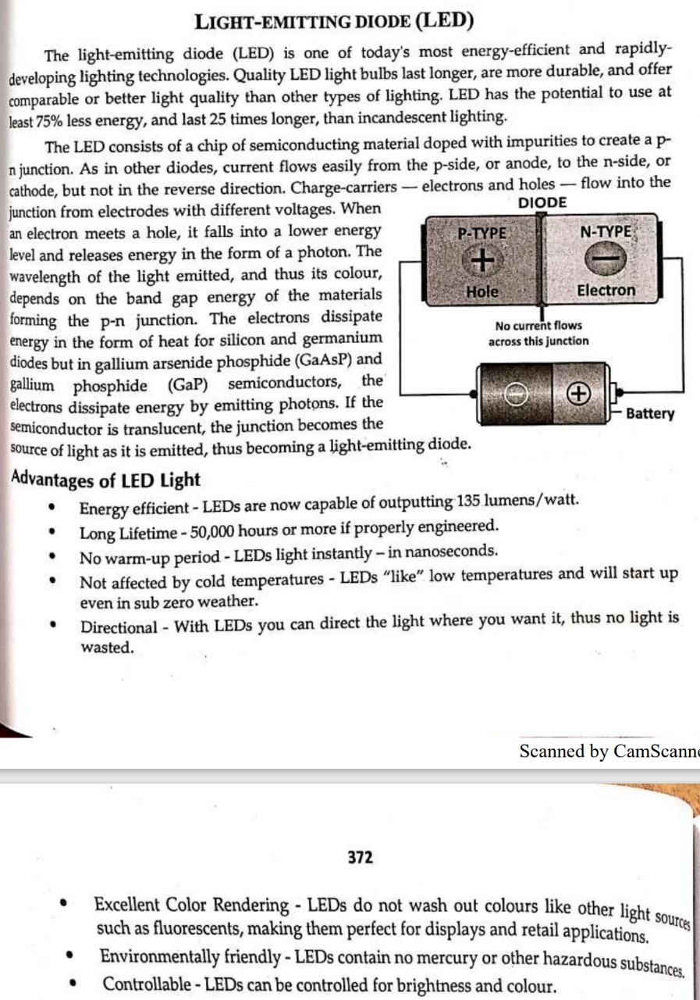 LIGHT-EMITTING DIODE (LED)
The light-emitting diode (LED) is one of today's most energy-efficient and rapidly-
developing lighting technologies. Quality LED light bulbs last longer, are more durable, and offer
comparable or better light quality than other types of lighting. LED has the potential to use at
least 75% less energy, and last 25 times longer, than incandescent lighting.
The LED consists of a chip of semiconducting material doped with impurities to create a p-
n junction. As in other diodes, current flows easily from the p-side, or anode, to the n-side, or
cathode, but not in the reverse direction. Charge-carriers — electrons and holes — flow into the
junction from electrodes with different voltages. When
an electron meets a hole, it falls into a lower energy
level and releases energy in the form of a photon. The
wavelength of the light emitted, and thus its colour,
depends on the band gap energy of the materials
forming the p-n junction. The electrons dissipate
energy in the form of heat for silicon and germanium
diodes but in gallium arsenide phosphide (GaAsP) and
gallium phosphide (GaP) semiconductors, the
electrons dissipate energy by emitting photons. If the
semiconductor is translucent, the junction becomes the
source of light as it is emitted, thus becoming a light-emitting diode.
DIODE
P-TYPE
N-TYPE
+
−
Hole
Electron
No current flows
across this junction
−
+
Battery
Advantages of LED Light
• Energy efficient - LEDs are now capable of outputting 135 lumens/watt.
• Long Lifetime - 50,000 hours or more if properly engineered.
• No warm-up period - LEDs light instantly – in nanoseconds.
• Not affected by cold temperatures - LEDs “like” low temperatures and will start up
even in sub zero weather.
• Directional - With LEDs you can direct the light where you want it, thus no light is
wasted.
Scanned by CamScanne
372
• Excellent Color Rendering - LEDs do not wash out colours like other light sources
such as fluorescents, making them perfect for displays and retail applications.
• Environmentally friendly - LEDs contain no mercury or other hazardous substances.
• Controllable - LEDs can be controlled for brightness and colour.